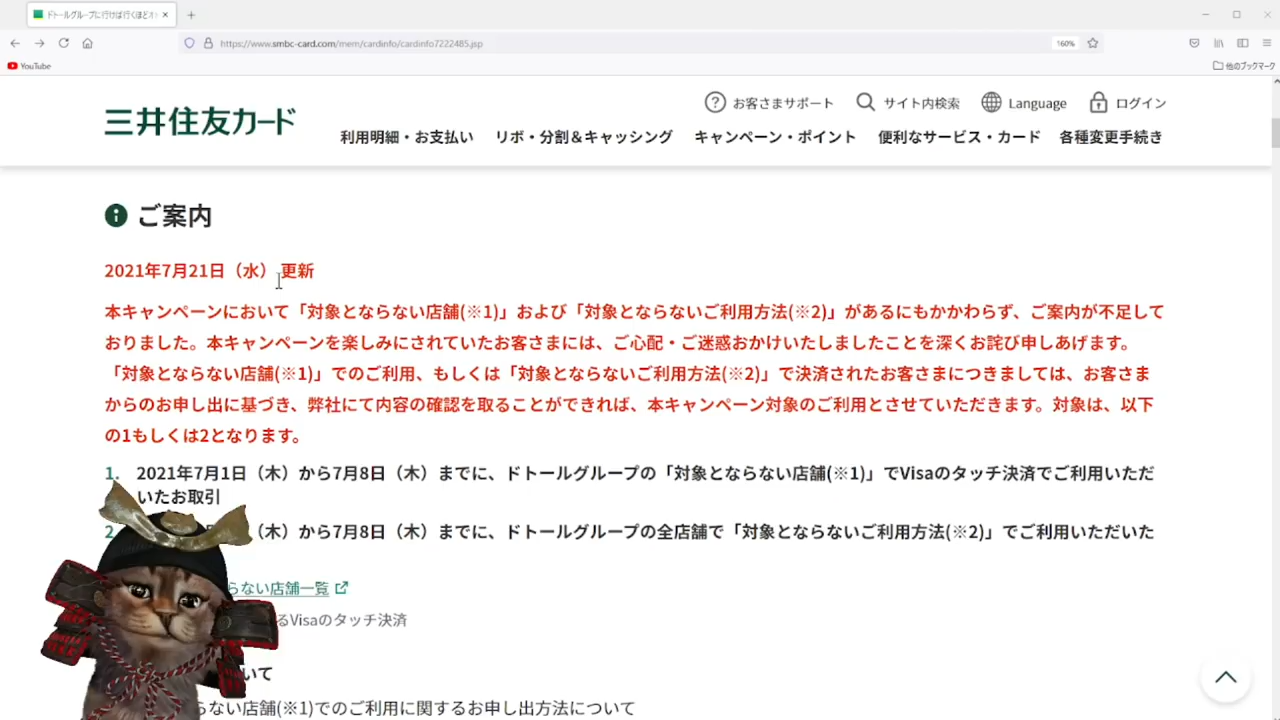 ドトールグループに行けば行くほどオ
https://www.smbc-card.com/mem/cardinfo/cardinfo7222485.jsp
160%
YouTube
他のブックマーク
三井住友カード
お客さまサポート
サイト内検索
Language
ログイン
利用明細・お支払い
リボ・分割＆キャッシング
キャンペーン・ポイント
便利なサービス・カード
各種変更手続き
ご案内
2021年7月21日（水） 更新
本キャンペーンにおいて「対象とならない店舗(※1)」および「対象とならないご利用方法(※2)」があるにもかかわらず、ご案内が不足して
おりました。本キャンペーンを楽しみにされていたお客さまには、ご心配・ご迷惑おかけいたしましたことを深くお詫び申しあげます。
「対象とならない店舗(※1)」でのご利用、もしくは「対象とならないご利用方法(※2)」で決済されたお客さまにつきましては、お客さま
からのお申し出に基づき、弊社にて内容の確認を取ることができれば、本キャンペーン対象のご利用とさせていただきます。対象は、以下
の1もしくは2となります。
1. 2021年7月1日（木）から7月8日（木）までに、ドトールグループの「対象とならない店舗(※1)」でVisaのタッチ決済でご利用いただ
いたお取引
2 （木）から7月8日（木）までに、ドトールグループの全店舗で「対象とならないご利用方法(※2)」でご利用いただいた
らない店舗一覧
るVisaのタッチ決済
いて
らない店舗(※1)でのご利用に関するお申し出方法について